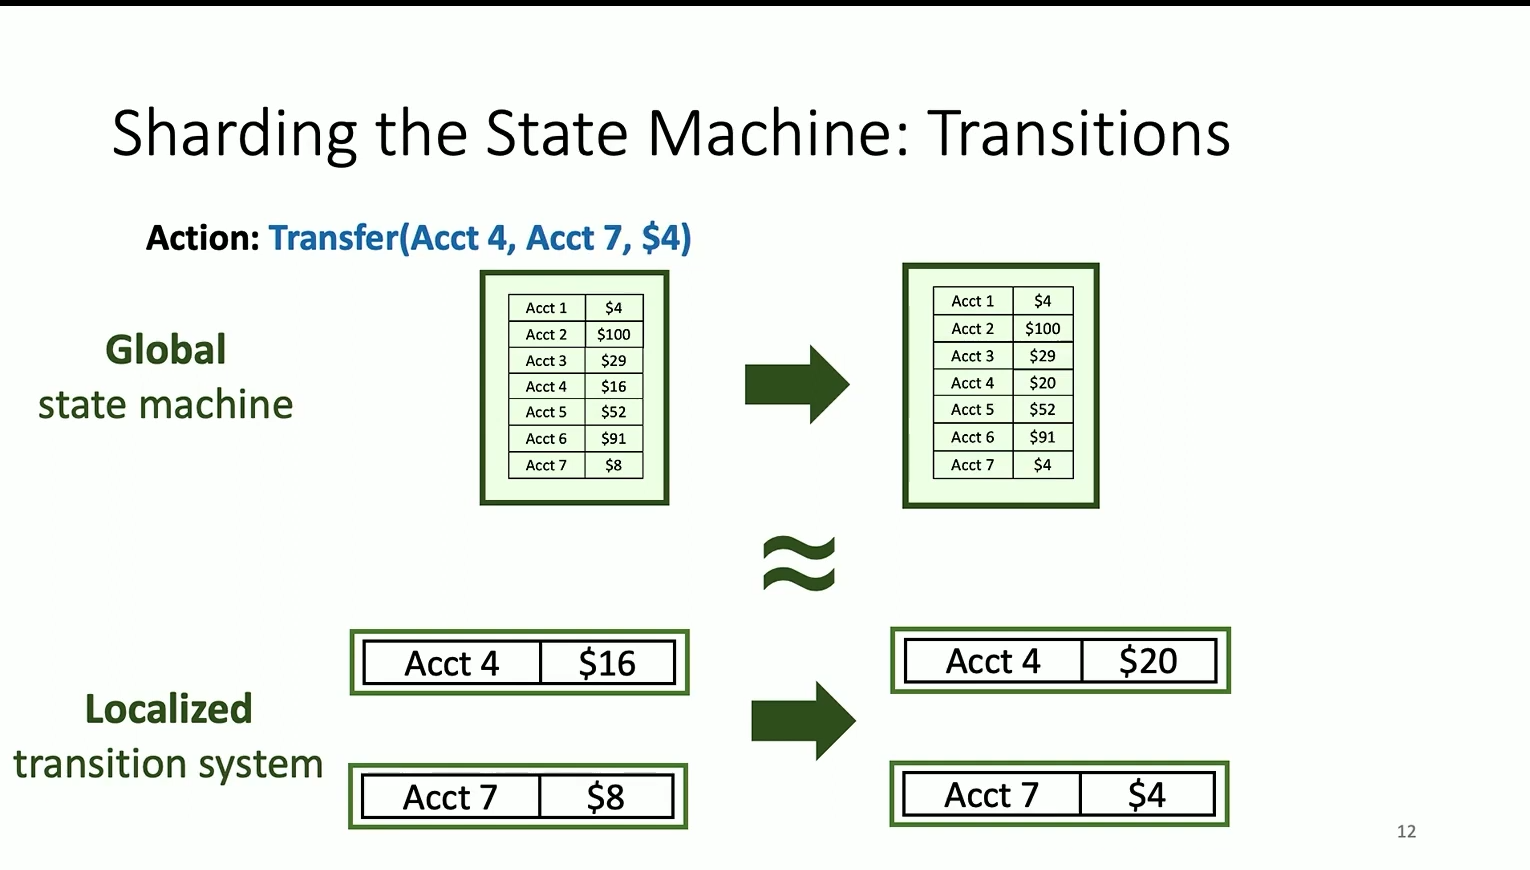 Sharding the State Machine: Transitions
Action: Transfer(Acct 4, Acct 7, $4)
Global
state machine
Acct 1 $4
Acct 2 $100
Acct 3 $29
Acct 4 $16
Acct 5 $52
Acct 6 $91
Acct 7 $8
Acct 1 $4
Acct 2 $100
Acct 3 $29
Acct 4 $20
Acct 5 $52
Acct 6 $91
Acct 7 $4
≈
Localized
transition system
Acct 4 $16
Acct 7 $8
Acct 4 $20
Acct 7 $4
12